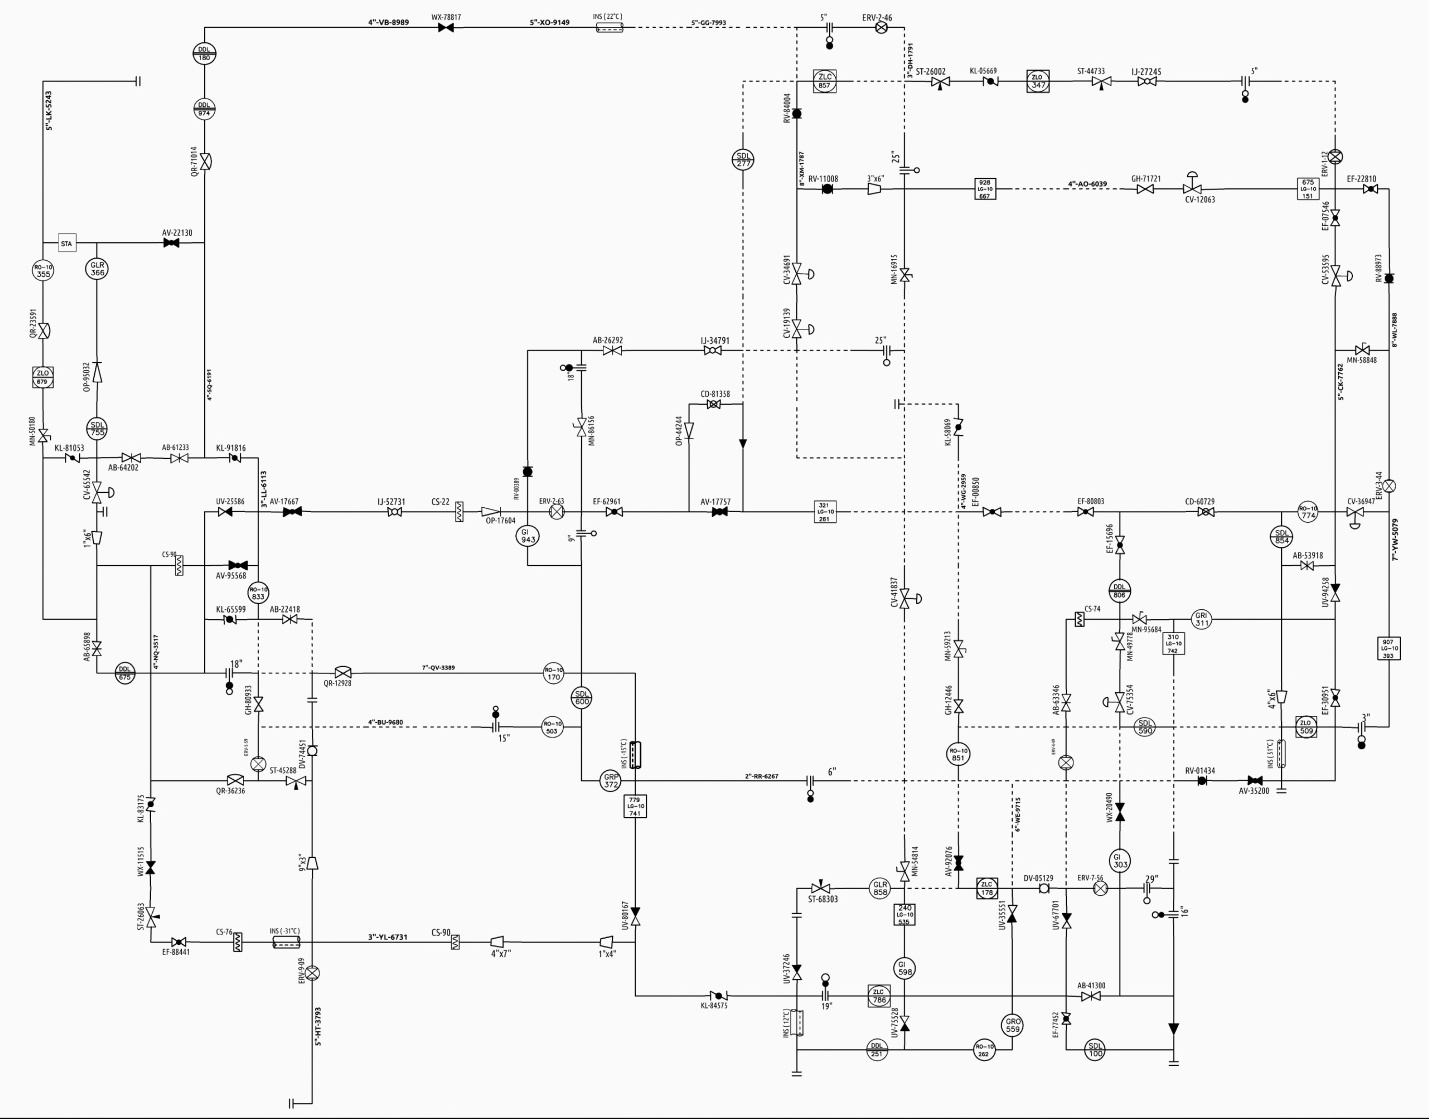 4"-VB-8989
WX-78817
5"-XO-9149
INS (22°C)
5"-GG-7993
5"
ERV-2-46
DDL
180
3"-DH-1791
5"-LK-5243
DDL
974
ZLC
857
ST-26002
KL-05669
ZLO
347
ST-44733
IJ-27245
5"
RV-84004
QR-71014
SDL
277
8"-XM-1787
25"
ERV-1-12
RV-11008
3"x6"
928
LG-10
667
4"-AO-6039
GH-71721
CV-12063
675
LG-10
151
EF-22810
EF-07546
STA
AV-22130
RO-10
355
GLR
366
CV-34691
MN-16915
CV-53595
RV-88973
QR-23591
CV-19139
8"-WL-7888
AB-26292
IJ-34791
25"
MN-58848
ZLO
679
OP-95032
4"-SQ-6191
18"
5"-CK-7762
CD-81358
MN-50180
SDL
755
MN-86156
OP-44244
KL-58069
KL-81053
AB-64202
AB-61233
KL-91816
CV-65542
3"-LL-6113
RV-00389
4"-WG-2959
EF-00850
ERV-3-44
UV-25586
AV-17667
IJ-52731
CS-22
OP-17604
ERV-2-63
EF-62961
AV-17757
321
LG-10
261
EF-80803
CD-60729
RO-10
774
CV-36947
1"x6"
GI
943
9"
EF-15696
SDL
854
7"-YW-5079
CS-90
AV-95568
AB-53918
RO-10
833
CV-41837
DDL
806
UV-94258
KL-65599
AB-22418
CS-74
MN-95684
GRI
311
AB-65898
4"-NQ-3517
MN-59213
MN-49778
310
LG-10
742
907
LG-10
393
DDL
675
18"
QR-12928
7"-QV-3389
RO-10
170
GH-80933
SDL
600
GH-12446
AB-63346
CV-75354
4"x6"
EF-30951
4"-BU-9680
15"
RO-10
503
SDL
590
ZLO
509
3"
DV-74451
INS (-15°C)
RO-10
851
INS (31°C)
ST-45288
QR-36236
GRP
372
2"-RR-6267
6"
RV-01434
AV-35200
KL-83175
779
LG-10
741
6"-WE-9715
WX-20490
WX-11515
9"x3"
MN-54814
AV-92076
GI
303
ST-68303
GLR
858
ZLC
178
DV-05129
ERV-7-56
29"
ST-26063
UV-80167
240
LG-10
535
UV-35551
UV-67701
16"
EF-88441
CS-76
INS (-31°C)
3"-YL-6731
CS-90
4"x7"
1"x4"
ERV-9-09
UV-37246
GI
598
KL-84575
19"
ZLC
786
AB-41300
5"-HT-3793
INS (12°C)
UV-75528
GRO
559
EF-77452
DDL
251
RO-10
262
SDL
100